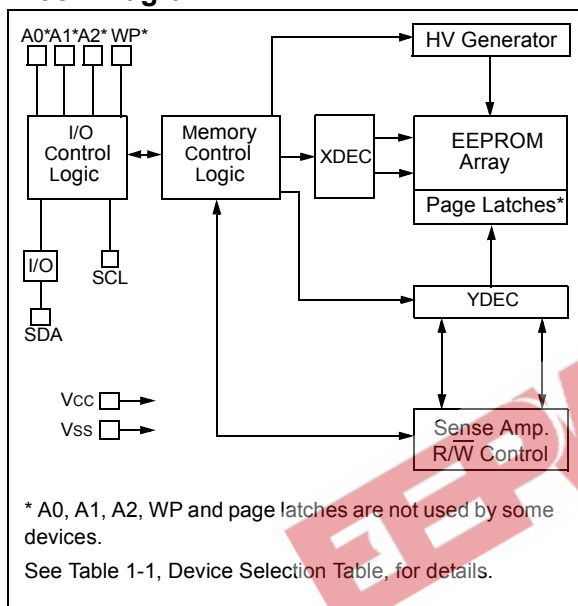 A0* A1* A2* WP*
HV Generator
I/O
Control
Logic
Memory
Control
Logic
XDEC
EEPROM
Array
Page Latches*
I/O
SCL
SDA
YDEC
VCC
VSS
Sense Amp.
R/W Control
* A0, A1, A2, WP and page latches are not used by some
devices.
See Table 1-1, Device Selection Table, for details.